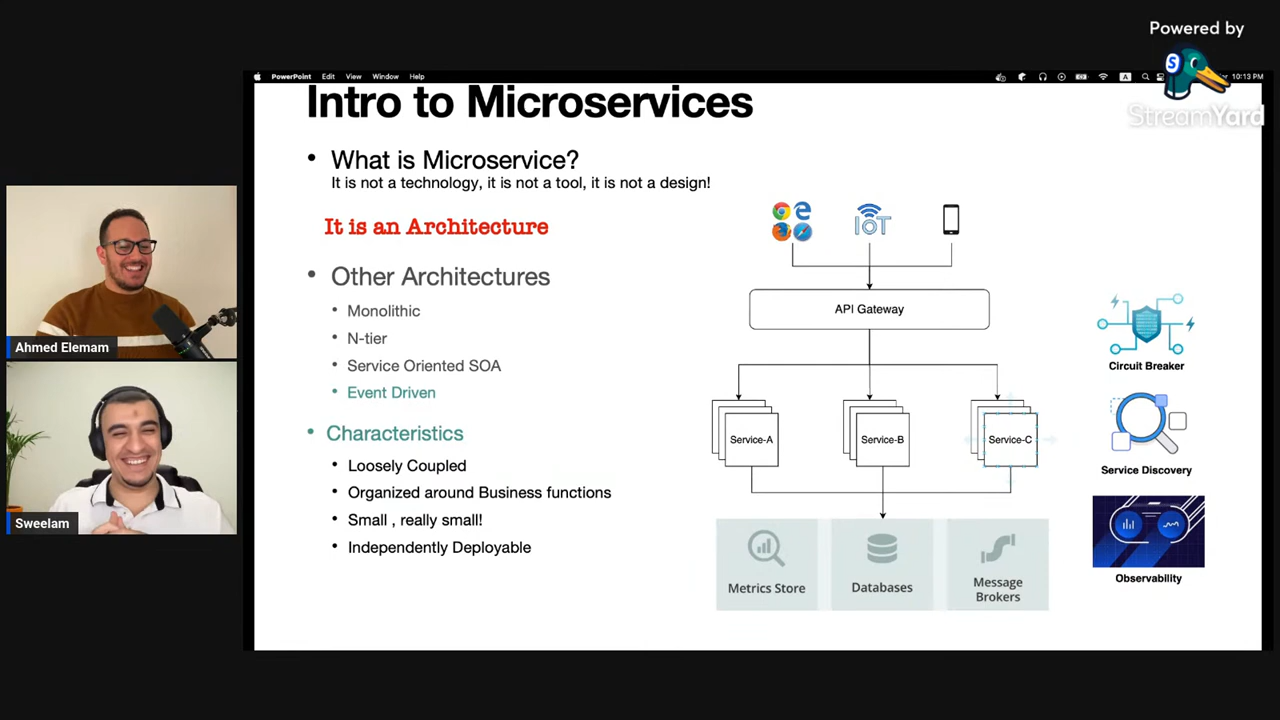 Powered by
StreamYard
PowerPoint Edit View Window Help
10:13 PM
Intro to Microservices
• What is Microservice?
It is not a technology, it is not a tool, it is not a design!
It is an Architecture
• Other Architectures
• Monolithic
• N-tier
• Service Oriented SOA
• Event Driven
• Characteristics
• Loosely Coupled
• Organized around Business functions
• Small , really small!
• Independently Deployable
IoT
API Gateway
Service-A
Service-B
Service-C
Metrics Store
Databases
Message
Brokers
Circuit Breaker
Service Discovery
Observability
Ahmed Elemam
Sweelam